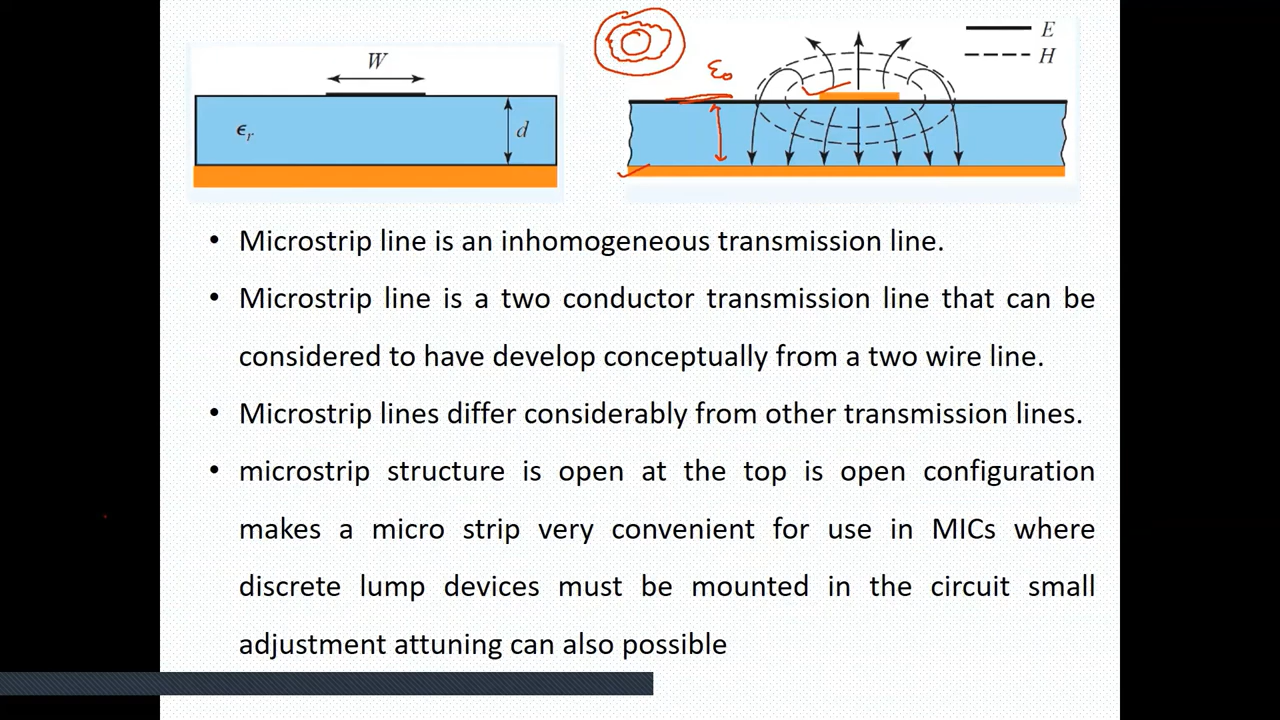 W
E
H
ε₀
ϵr
d
• Microstrip line is an inhomogeneous transmission line.
• Microstrip line is a two conductor transmission line that can be
considered to have develop conceptually from a two wire line.
• Microstrip lines differ considerably from other transmission lines.
• microstrip structure is open at the top is open configuration
makes a micro strip very convenient for use in MICs where
discrete lump devices must be mounted in the circuit small
adjustment attuning can also possible